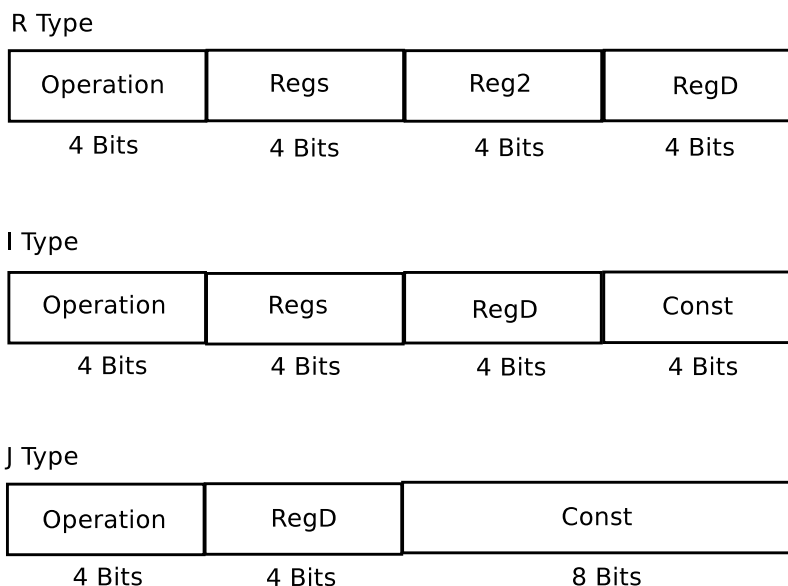 R Type
Operation Regs Reg2 RegD
4 Bits 4 Bits 4 Bits 4 Bits
I Type
Operation Regs RegD Const
4 Bits 4 Bits 4 Bits 4 Bits
J Type
Operation RegD Const
4 Bits 4 Bits 8 Bits